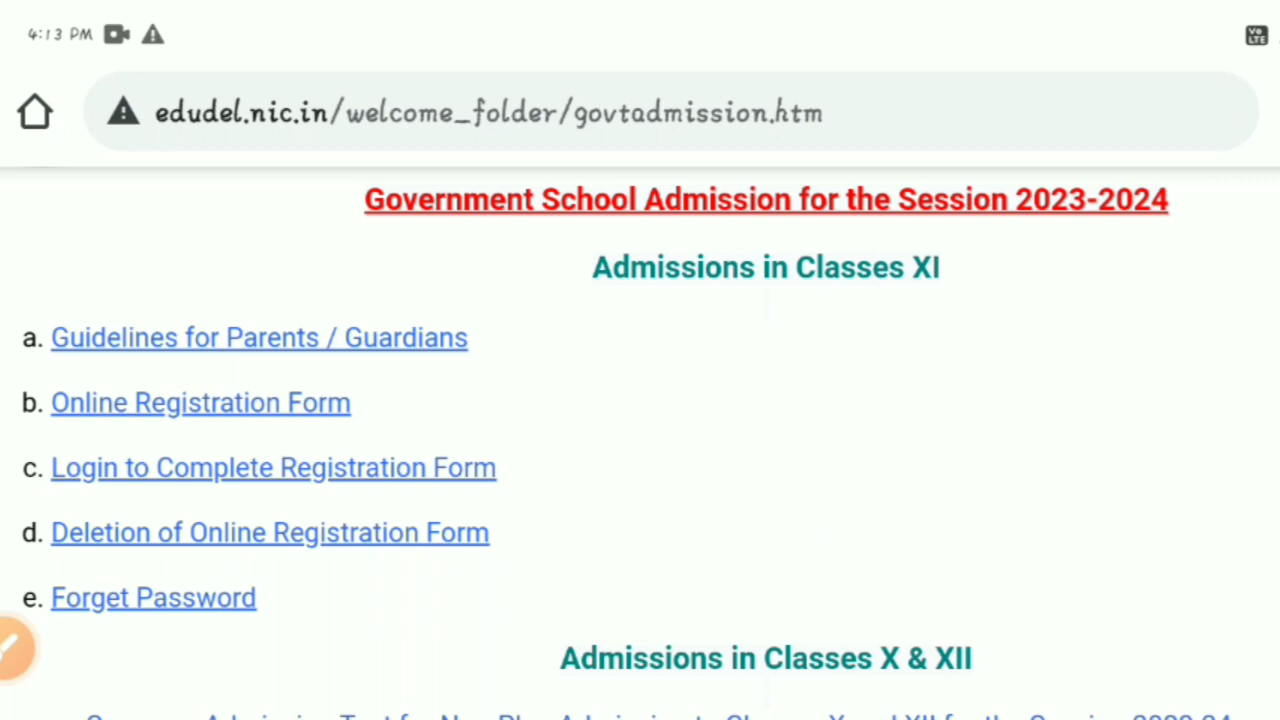 4:13 PM
VO LTE
edudel.nic.in/welcome_folder/govtadmission.htm
Government School Admission for the Session 2023-2024
Admissions in Classes XI
a. Guidelines for Parents / Guardians
b. Online Registration Form
c. Login to Complete Registration Form
d. Deletion of Online Registration Form
e. Forget Password
Admissions in Classes X & XII